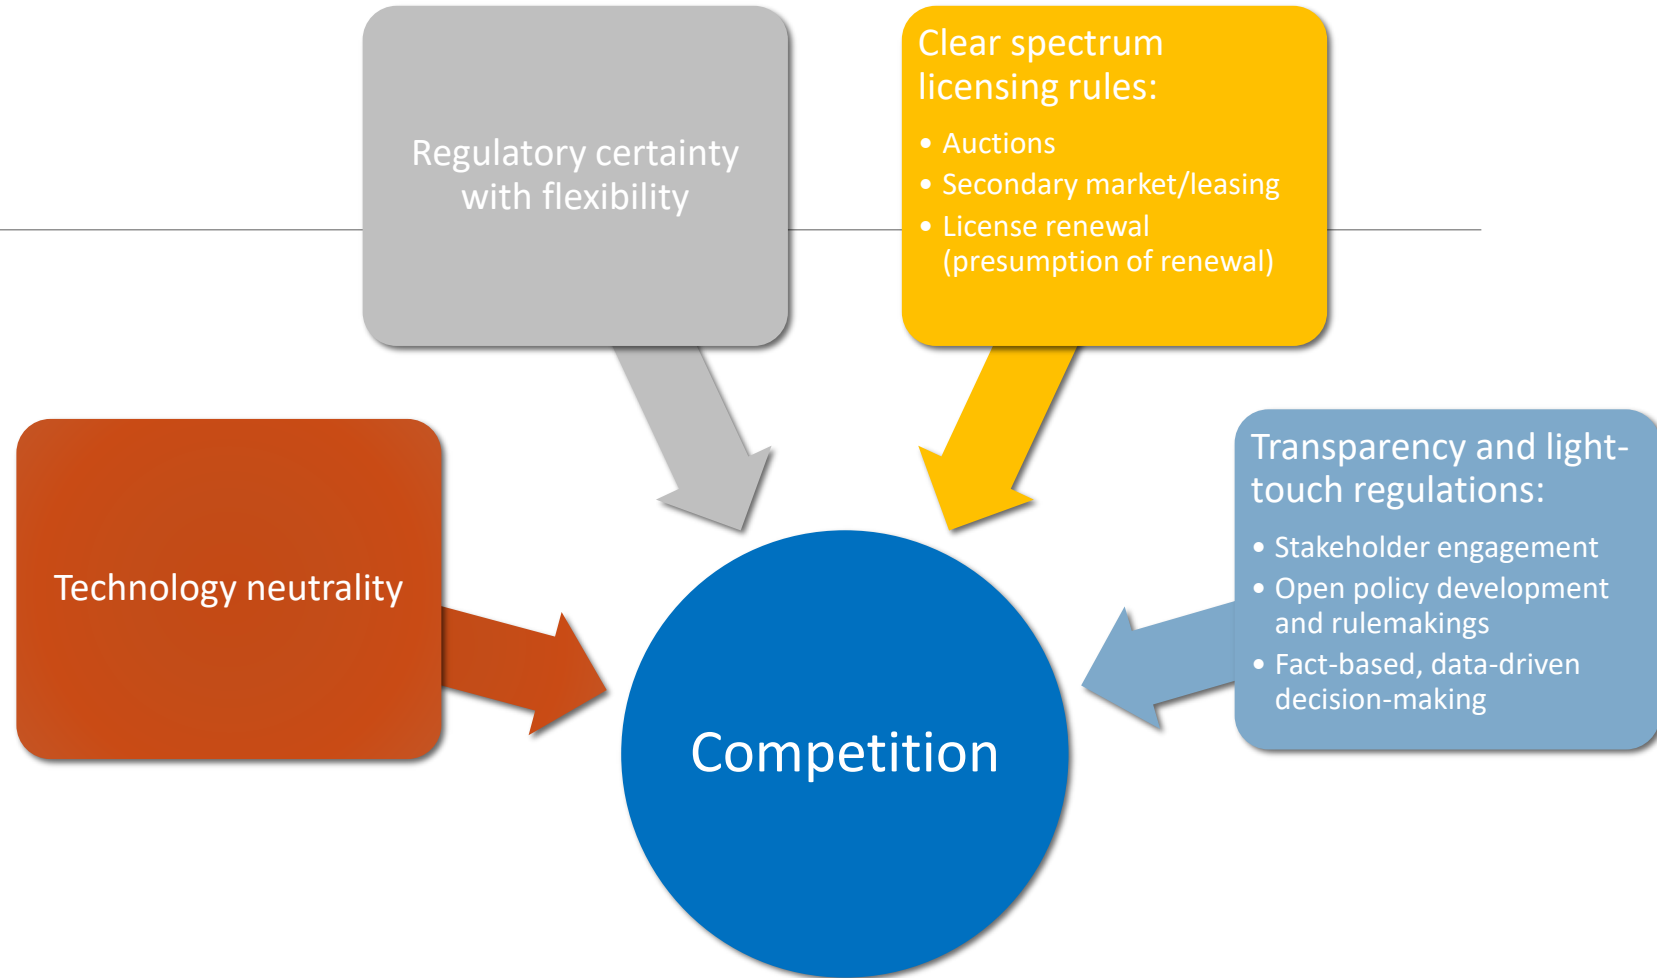 Regulatory certainty
with flexibility
Clear spectrum
licensing rules:
• Auctions
• Secondary market/leasing
• License renewal
(presumption of renewal)
Technology neutrality
Transparency and light-
touch regulations:
• Stakeholder engagement
• Open policy development
and rulemakings
• Fact-based, data-driven
decision-making
Competition